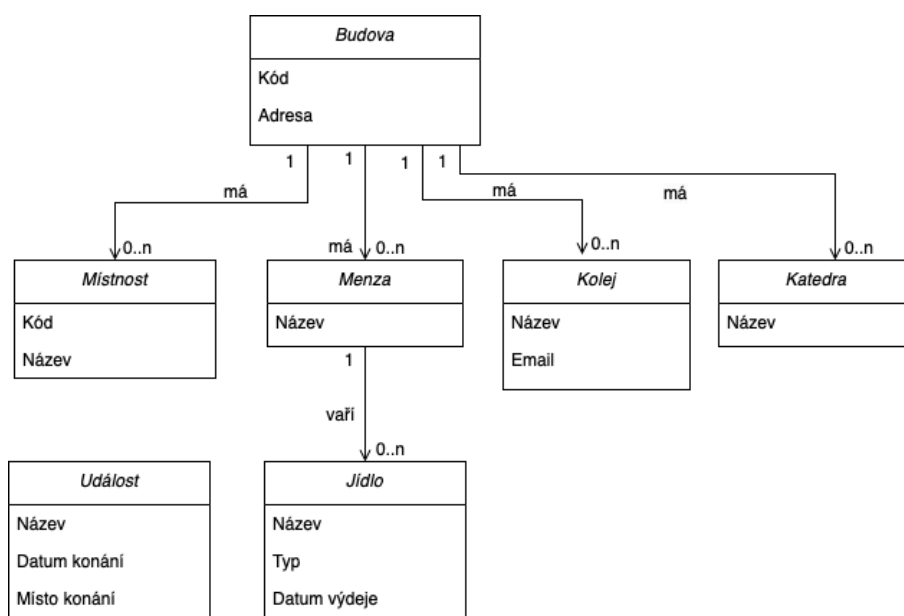 Budova
Kód
Adresa
1
1
1
1
má
má
má
má
0..n
0..n
0..n
0..n
Místnost
Kód
Název
Menza
Název
Kolej
Název
Email
Katedra
Název
1
vaří
0..n
Událost
Název
Datum konání
Místo konání
Jídlo
Název
Typ
Datum výdeje